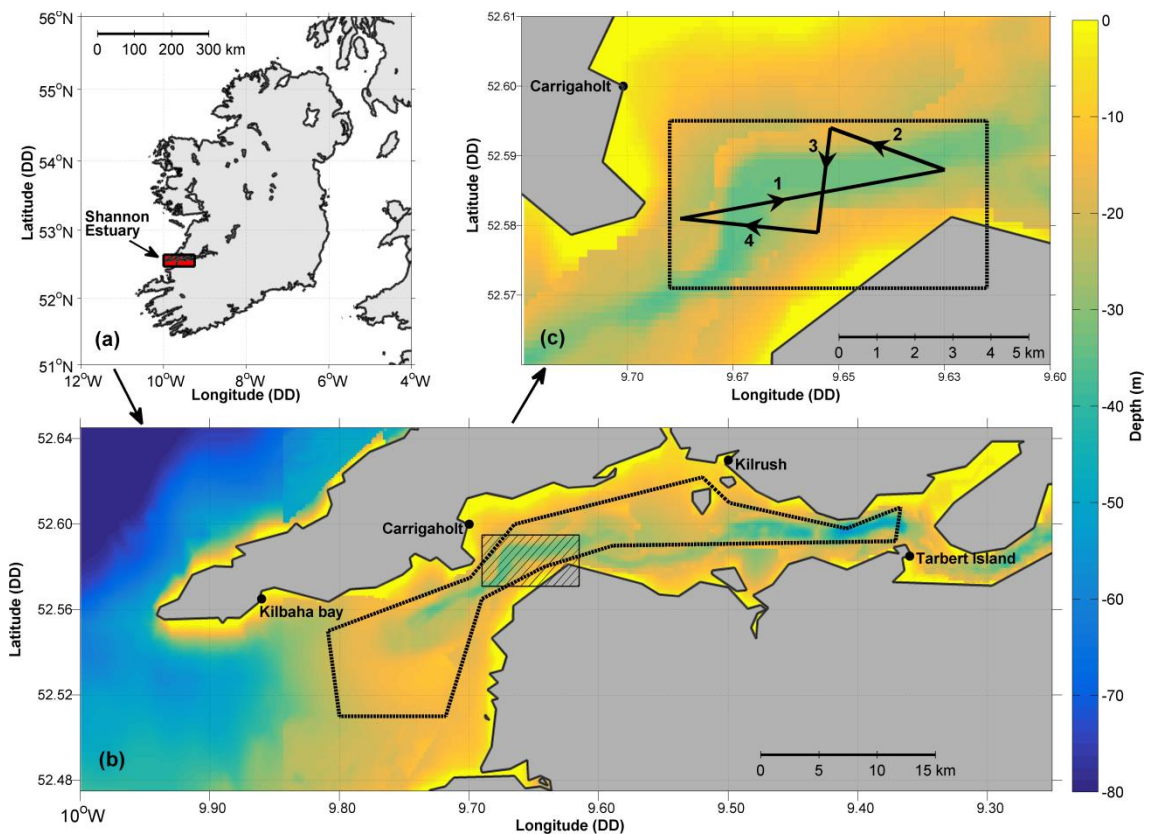 0 100 200 300 km
56°N
55°N
54°N
53°N
52°N
51°N
Latitude (DD)
Shannon
Estuary
(a)
12°W 10°W 8°W 6°W 4°W
Longitude (DD)
52.61
52.60
52.59
52.58
52.57
Latitude (DD)
Carrigaholt
1
2
3
4
(c)
0 1 2 3 4 5 km
9.70 9.67 9.65 9.63 9.60
Longitude (DD)
0
-10
-20
-30
-40
-50
-60
-70
-80
Depth (m)
52.64
52.60
52.56
52.52
52.48
Latitude (DD)
Kilrush
Carrigaholt
Tarbert Island
Kilbaha bay
(b)
0 5 10 15 km
10°W 9.90 9.80 9.70 9.60 9.50 9.40 9.30
Longitude (DD)